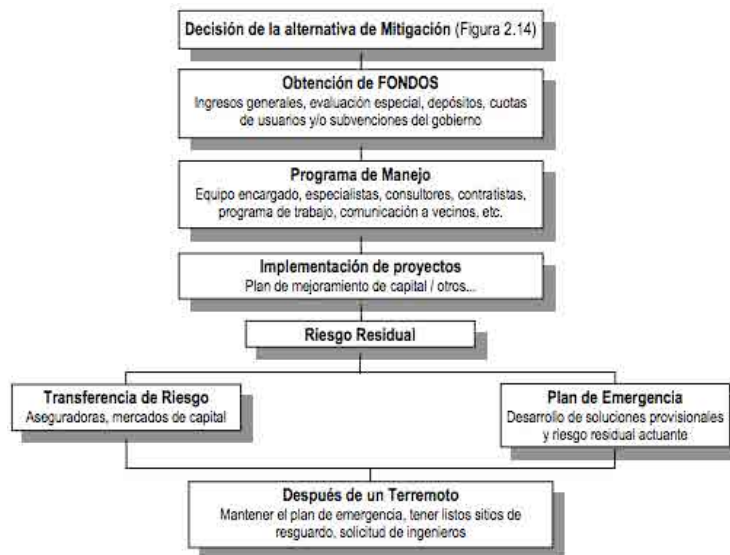 Decisión de la alternativa de Mitigación (Figura 2.14)
Obtención de FONDOS
Ingresos generales, evaluación especial, depósitos, cuotas
de usuarios y/o subvenciones del gobierno
Programa de Manejo
Equipo encargado, especialistas, consultores, contratistas,
programa de trabajo, comunicación a vecinos, etc.
Implementación de proyectos
Plan de mejoramiento de capital / otros...
Riesgo Residual
Transferencia de Riesgo
Aseguradoras, mercados de capital
Plan de Emergencia
Desarrollo de soluciones provisionales
y riesgo residual actuante
Después de un Terremoto
Mantener el plan de emergencia, tener listos sitios de
resguardo, solicitud de ingenieros